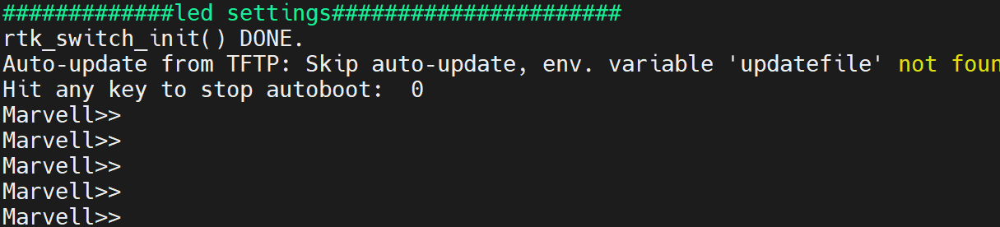 #############led settings######################
rtk_switch_init() DONE.
Auto-update from TFTP: Skip auto-update, env. variable 'updatefile' not foun
Hit any key to stop autoboot:  0
Marvell>>
Marvell>>
Marvell>>
Marvell>>
Marvell>>